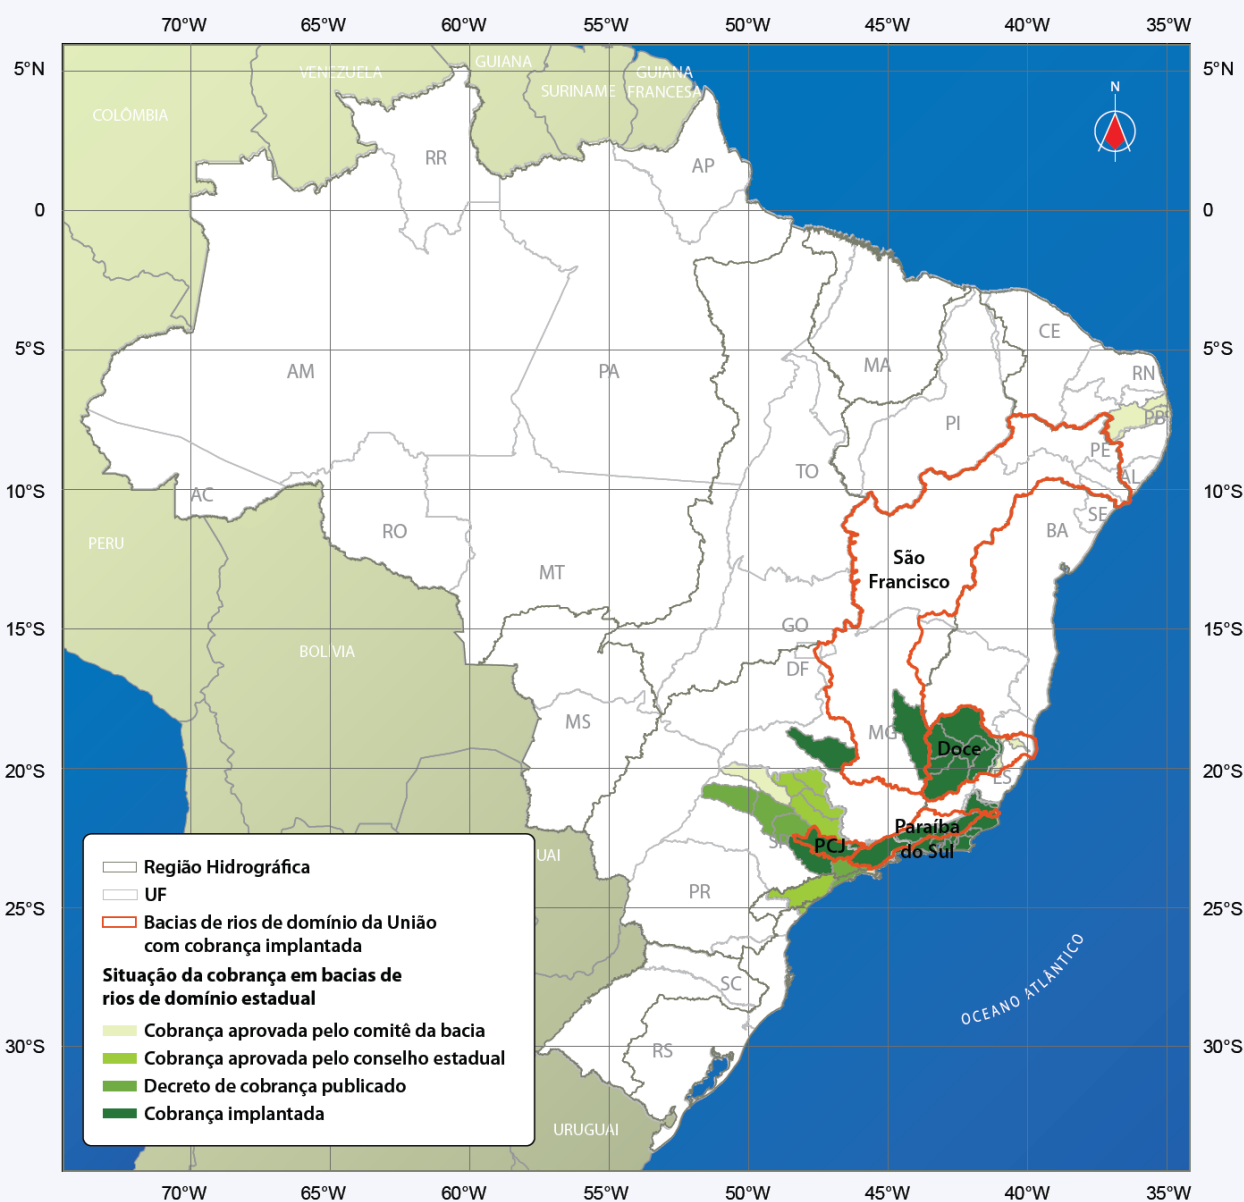 70°W 65°W 60°W 55°W 50°W 45°W 40°W 35°W
5°N
5°N
VENEZUELA
GUIANA
SURINAME
GUIANA
FRANCESA
COLÔMBIA
N
RR
AP
0
0
5°S
5°S
CE
AM
PA
MA
RN
PI
PB
PE
TO
AL
10°S
10°S
AC
SE
RO
BA
PERU
São
Francisco
MT
15°S
15°S
GO
BOLIVIA
DF
MS
MG
Doce
20°S
20°S
ES
Paraíba
do Sul
PCJ
UAI
PR
25°S
25°S
SC
OCEANO ATLÂNTICO
30°S
30°S
RS
URUGUAI
Região Hidrográfica
UF
Bacias de rios de domínio da União
com cobrança implantada
Situação da cobrança em bacias de
rios de domínio estadual
Cobrança aprovada pelo comitê da bacia
Cobrança aprovada pelo conselho estadual
Decreto de cobrança publicado
Cobrança implantada
70°W 65°W 60°W 55°W 50°W 45°W 40°W 35°W